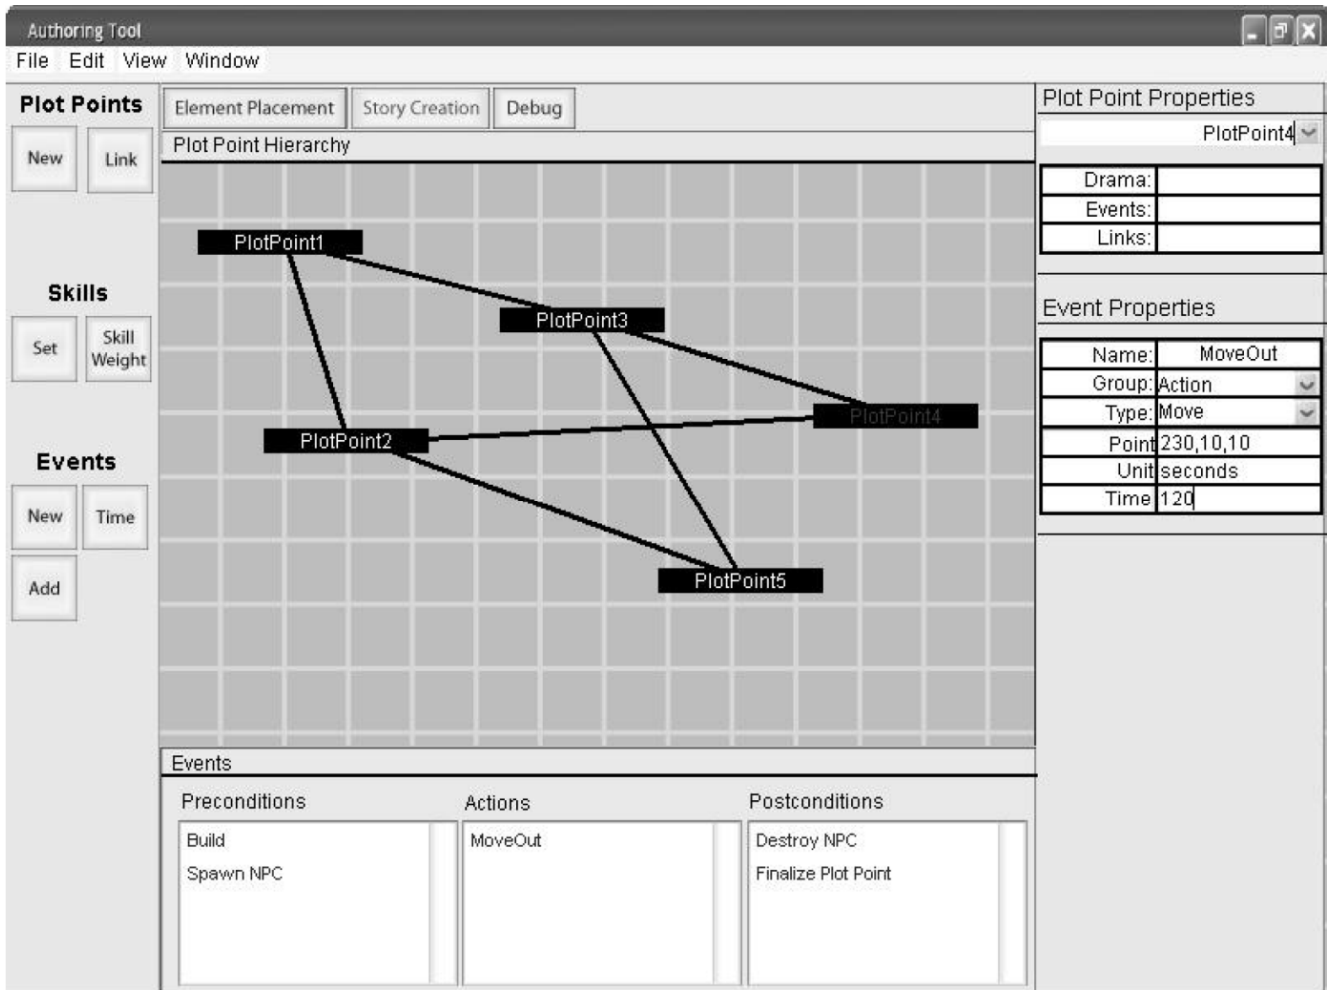 Authoring Tool
File Edit View Window
Plot Points
New Link
Skills
Set Skill Weight
Events
New Time
Add
Element Placement Story Creation Debug
Plot Point Hierarchy
PlotPoint1
PlotPoint3
PlotPoint4
PlotPoint2
PlotPoint5
Events
Preconditions Actions Postconditions
Build MoveOut Destroy NPC
Spawn NPC Finalize Plot Point
Plot Point Properties
PlotPoint4
Drama:
Events:
Links:
Event Properties
Name: MoveOut
Group: Action
Type: Move
Point 230,10,10
Unit seconds
Time 120